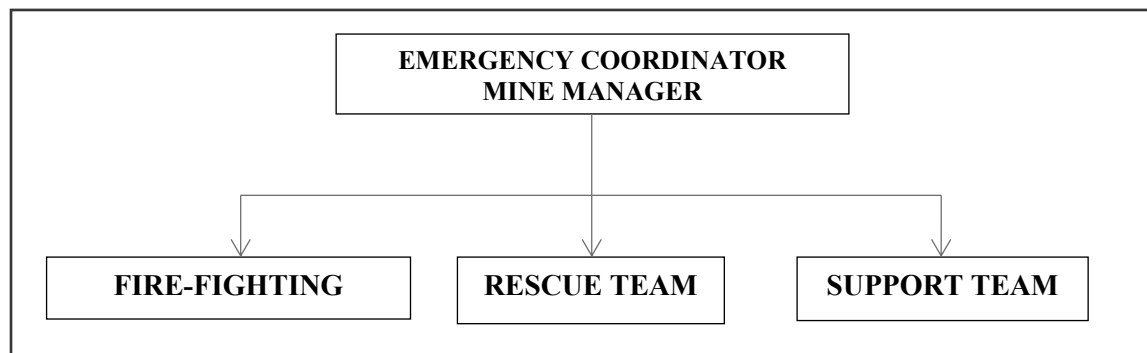 EMERGENCY COORDINATOR
MINE MANAGER
FIRE-FIGHTING
RESCUE TEAM
SUPPORT TEAM